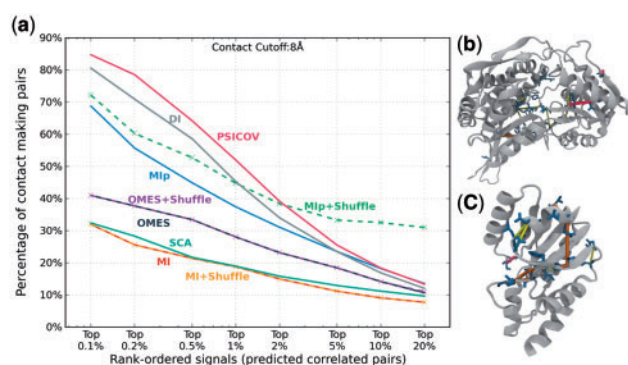 (a)
Contact Cutoff:8Å
Percentage of contact making pairs
90%
80%
70%
60%
50%
40%
30%
20%
10%
0%
DI
PSICOV
MIp
MIp+Shuffle
OMES+Shuffle
OMES
SCA
MI
MI+Shuffle
Top 0.1%
Top 0.2%
Top 0.5%
Top 1%
Top 2%
Top 5%
Top 10%
Top 20%
Rank-ordered signals (predicted correlated pairs)
(b)
(C)